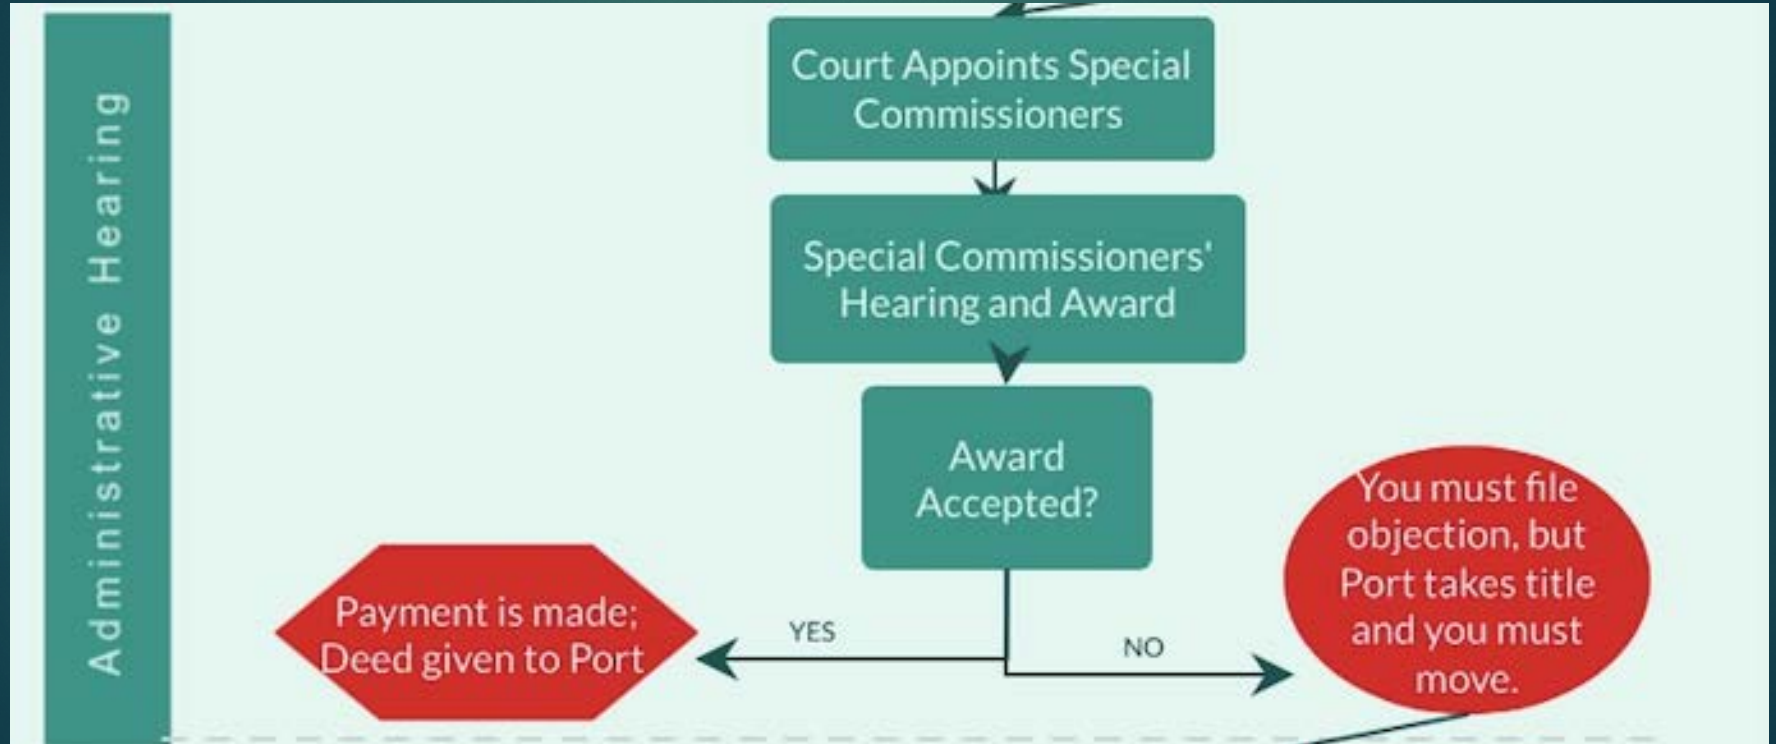 Administrative Hearing
Court Appoints Special
Commissioners
Special Commissioners'
Hearing and Award
Award
Accepted?
YES
NO
Payment is made;
Deed given to Port
You must file
objection, but
Port takes title
and you must
move.